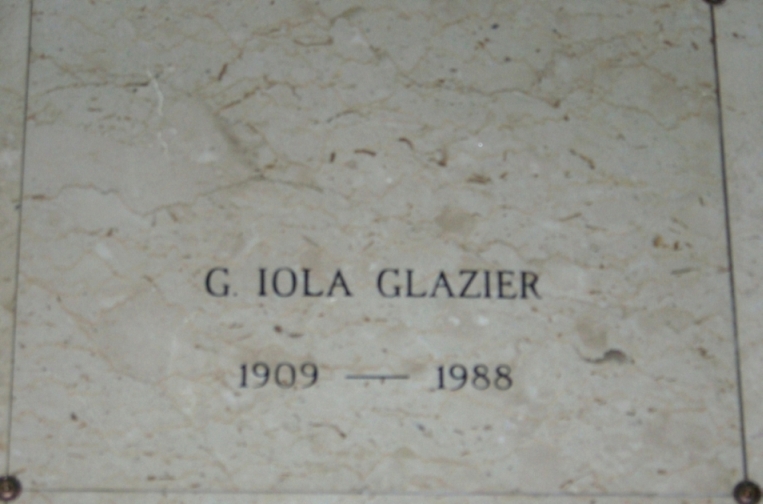 G. IOLA GLAZIER
1909 — 1988